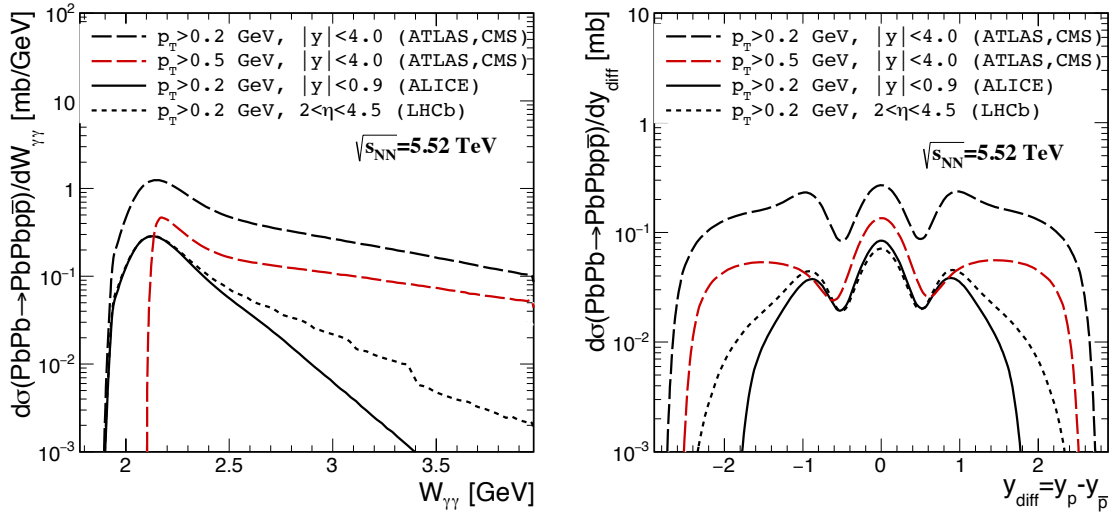 dσ(PbPb→PbPbpp̄)/dW_γγ [mb/GeV]
10²
10
1
10⁻¹
10⁻²
10⁻³
p_T>0.2 GeV, |y|<4.0 (ATLAS,CMS)
p_T>0.5 GeV, |y|<4.0 (ATLAS,CMS)
p_T>0.2 GeV, |y|<0.9 (ALICE)
p_T>0.2 GeV, 2<η<4.5 (LHCb)
√s_NN=5.52 TeV
2 2.5 3 3.5
W_γγ [GeV]
dσ(PbPb→PbPbpp̄)/dy_diff [mb]
10
1
10⁻¹
10⁻²
10⁻³
p_T>0.2 GeV, |y|<4.0 (ATLAS,CMS)
p_T>0.5 GeV, |y|<4.0 (ATLAS,CMS)
p_T>0.2 GeV, |y|<0.9 (ALICE)
p_T>0.2 GeV, 2<η<4.5 (LHCb)
√s_NN=5.52 TeV
−2 −1 0 1 2
y_diff=y_p-y_p̄